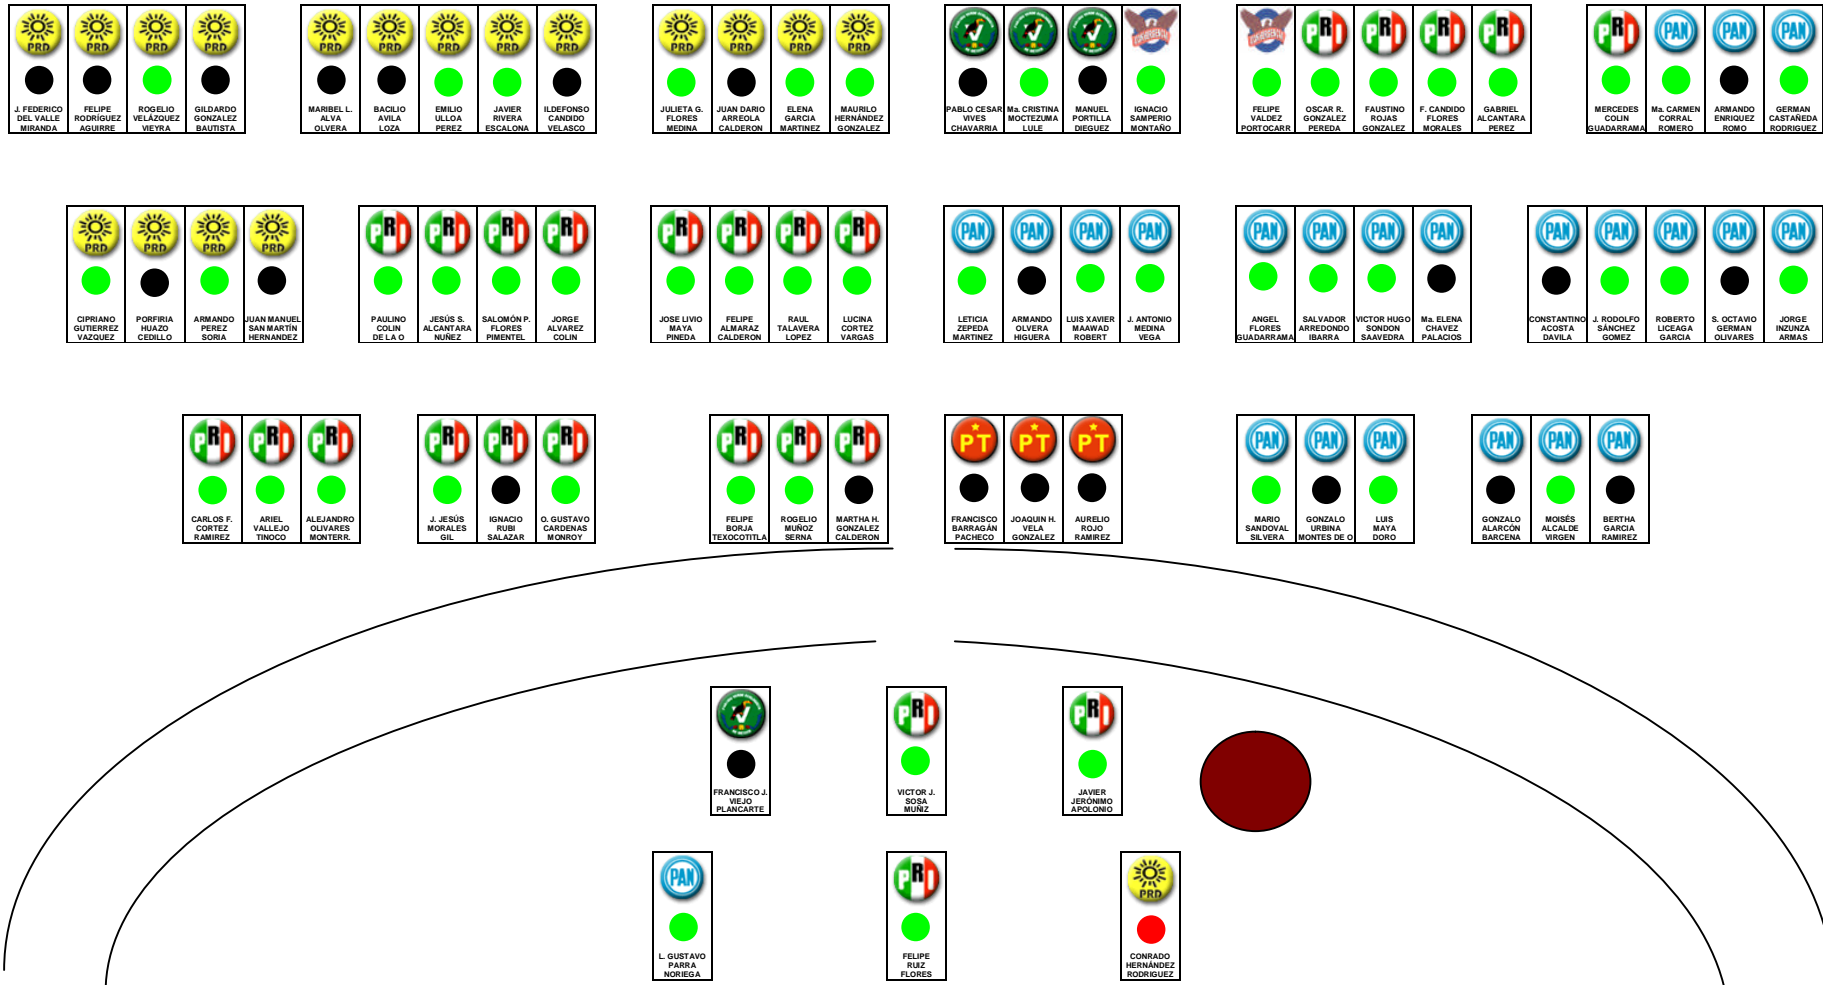 PRD PRD PRD PRD
J. FEDERICO DEL VALLE MIRANDA
FELIPE RODRÍGUEZ AGUIRRE
ROGELIO VELÁZQUEZ VIEYRA
GILDARDO GONZALEZ BAUTISTA
PRD PRD PRD PRD PRD
MARIBEL L. ALVA OLVERA
BACILIO AVILA LOZA
EMILIO ULLOA PEREZ
JAVIER RIVERA ESCALONA
ILDEFONSO CANDIDO VELASCO
PRD PRD PRD PRD
JULIETA G. FLORES MEDINA
JUAN DARIO ARREOLA CALDERON
ELENA GARCIA MARTINEZ
MAURILO HERNÁNDEZ GONZALEZ
PABLO CESAR VIVES CHAVARRIA
Ma. CRISTINA MOCTEZUMA LULE
MANUEL PORTILLA DIEGUEZ
IGNACIO SAMPERIO MONTAÑO
PRI PRI PRI PRI
FELIPE VALDEZ PORTOCARR
OSCAR R. GONZALEZ PEREDA
FAUSTINO ROJAS GONZALEZ
F. CANDIDO FLORES MORALES
GABRIEL ALCANTARA PEREZ
PRI PAN PAN PAN
MERCEDES COLIN GUADARRAMA
Ma. CARMEN CORRAL ROMERO
ARMANDO ENRIQUEZ ROMO
GERMAN CASTAÑEDA RODRIGUEZ
PRD PRD PRD PRD
CIPRIANO GUTIERREZ VAZQUEZ
PORFIRIA HUAZO CEDILLO
ARMANDO PEREZ SORIA
JUAN MANUEL SAN MARTÍN HERNANDEZ
PRI PRI PRI PRI
PAULINO COLIN DE LA O
JESÚS S. ALCANTARA NUÑEZ
SALOMÓN P. FLORES PIMENTEL
JORGE ALVAREZ COLIN
PRI PRI PRI PRI
JOSE LIVIO MAYA PINEDA
FELIPE ALMARAZ CALDERON
RAUL TALAVERA LOPEZ
LUCINA CORTEZ VARGAS
PAN PAN PAN PAN
LETICIA ZEPEDA MARTINEZ
ARMANDO OLVERA HIGUERA
LUIS XAVIER MAAWAD ROBERT
J. ANTONIO MEDINA VEGA
PAN PAN PAN PAN
ANGEL FLORES GUADARRAMA
SALVADOR ARREDONDO IBARRA
VICTOR HUGO SONDON SAAVEDRA
Ma. ELENA CHAVEZ PALACIOS
PAN PAN PAN PAN PAN
CONSTANTINO ACOSTA DAVILA
J. RODOLFO SÁNCHEZ GOMEZ
ROBERTO LICEAGA GARCIA
S. OCTAVIO GERMAN OLIVARES
JORGE INZUNZA ARMAS
PRI PRI PRI
CARLOS F. CORTEZ RAMIREZ
ARIEL VALLEJO TINOCO
ALEJANDRO OLIVARES MONTERR.
PRI PRI PRI
J. JESÚS MORALES GIL
IGNACIO RUBI SALAZAR
O. GUSTAVO CARDENAS MONROY
PRI PRI PRI
FELIPE BORJA TEXOCOTITLA
ROGELIO MUÑOZ SERNA
MARTHA H. GONZALEZ CALDERON
PT PT PT
FRANCISCO BARRAGÁN PACHECO
JOAQUIN H. VELA GONZALEZ
AURELIO ROJO RAMIREZ
PAN PAN PAN
MARIO SANDOVAL SILVERA
GONZALO URBINA MONTES DE O
LUIS MAYA DORO
PAN PAN PAN
GONZALO ALARCÓN BARCENA
MOISÉS ALCALDE VIRGEN
BERTHA GARCIA RAMIREZ
FRANCISCO J. VIEJO PLANCARTE
PRI
VICTOR J. SOSA MUÑIZ
PRI
JAVIER JERÓNIMO APOLONIO
PAN
L. GUSTAVO PARRA NORIEGA
PRI
FELIPE RUIZ FLORES
PRD
CONRADO HERNÁNDEZ RODRIGUEZ